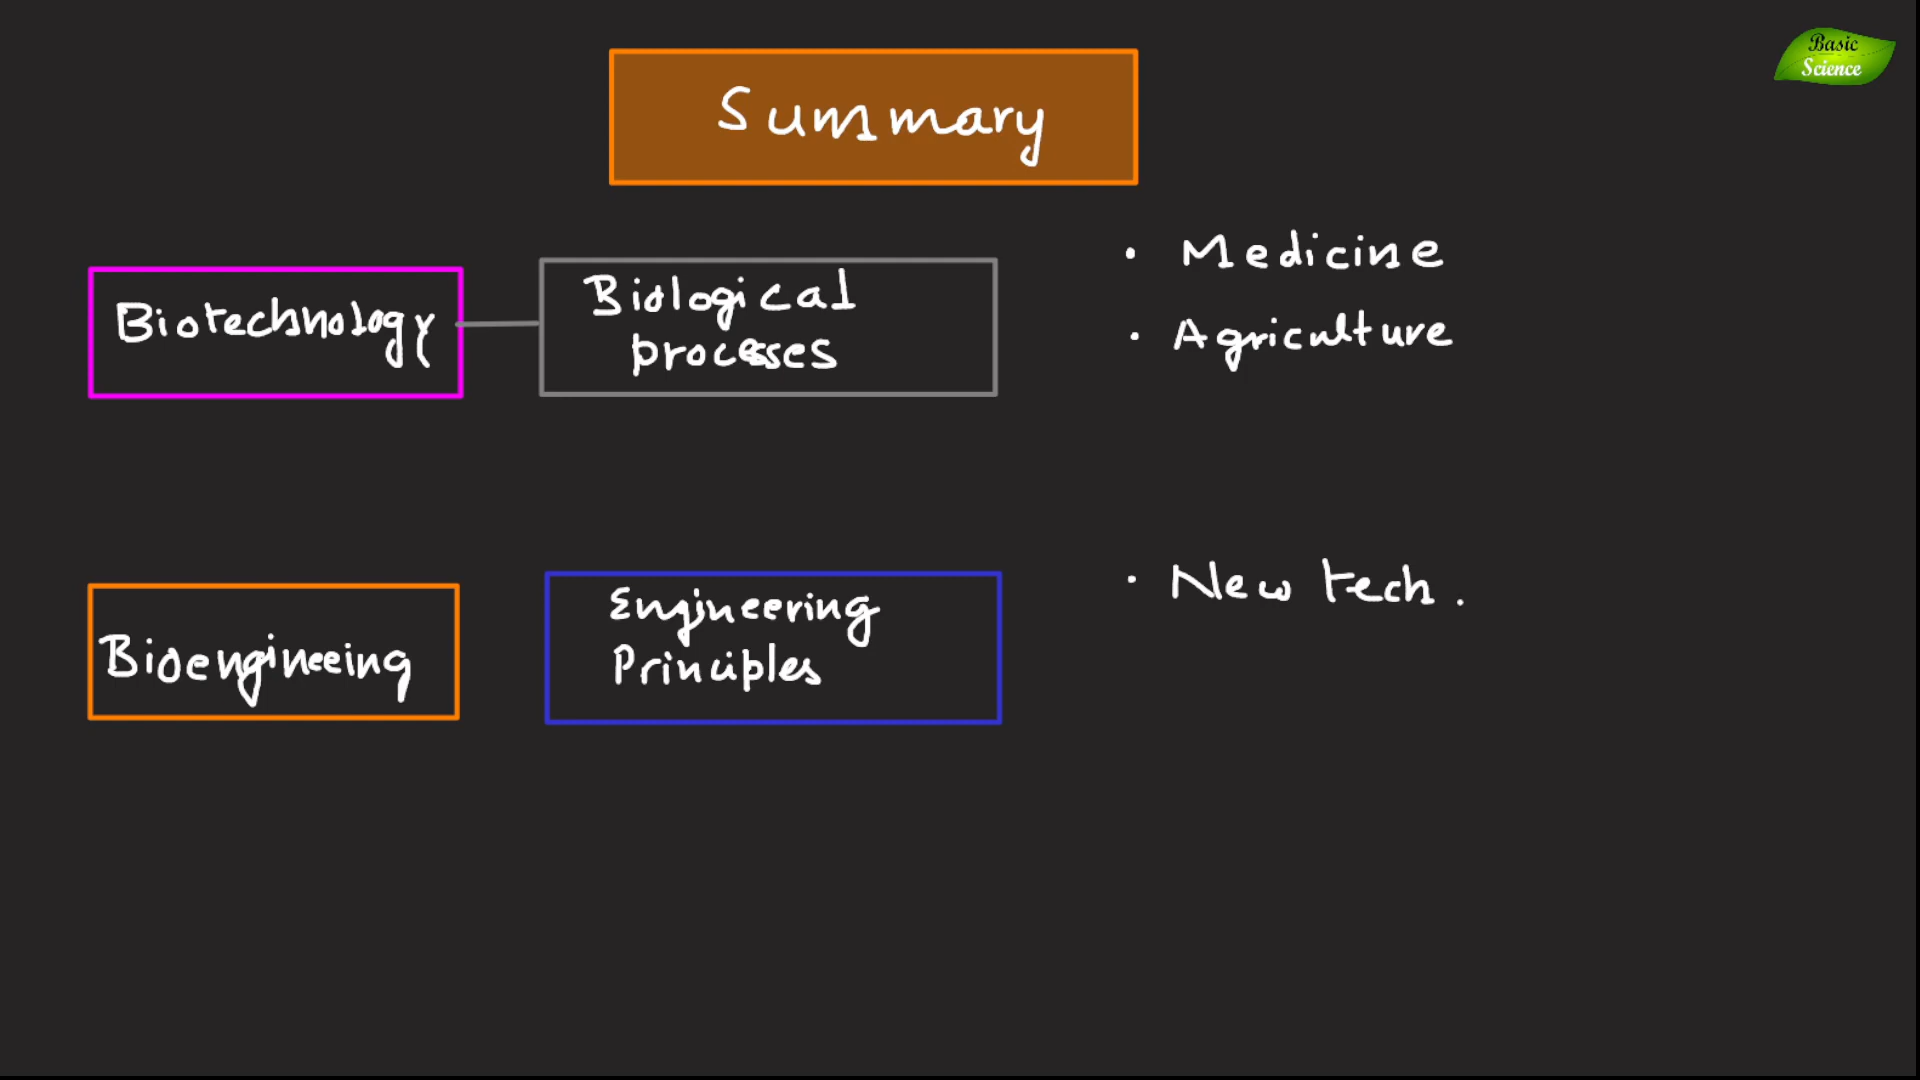 Basic
Science
Summary
Biotechnology
Biological
processes
• Medicine
• Agriculture
Bioengineeing
Engineering
Principles
• New tech.